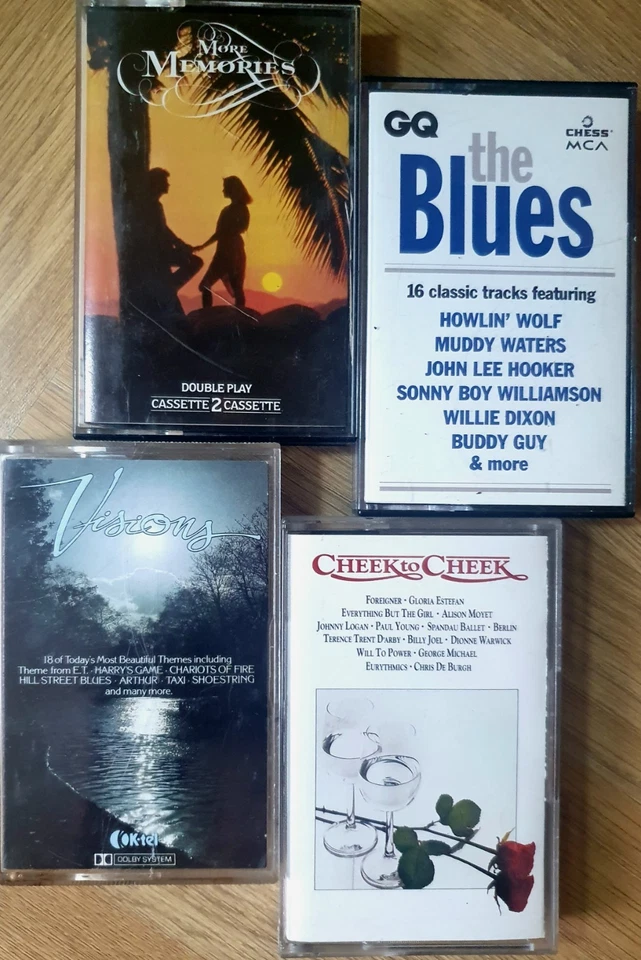 More
Memories
DOUBLE PLAY
CASSETTE 2 CASSETTE
GQ
CHESS
MCA
the
Blues
16 classic tracks featuring
HOWLIN' WOLF
MUDDY WATERS
JOHN LEE HOOKER
SONNY BOY WILLIAMSON
WILLIE DIXON
BUDDY GUY
& more
Visions
18 of Today's Most Beautiful Themes including
Theme from E.T. · HARRY'S GAME · CHARIOTS OF FIRE
HILL STREET BLUES · ARTHUR · TAXI · SHOESTRING
and many more.
K-tel
DOLBY SYSTEM
CHEEK to CHEEK
FOREIGNER • GLORIA ESTEFAN
EVERYTHING BUT THE GIRL • ALISON MOYET
JOHNNY LOGAN • PAUL YOUNG • SPANDAU BALLET • BERLIN
TERENCE TRENT D'ARBY • BILLY JOEL • DIONNE WARWICK
WILL TO POWER • GEORGE MICHAEL
EURYTHMICS • CHRIS DE BURGH